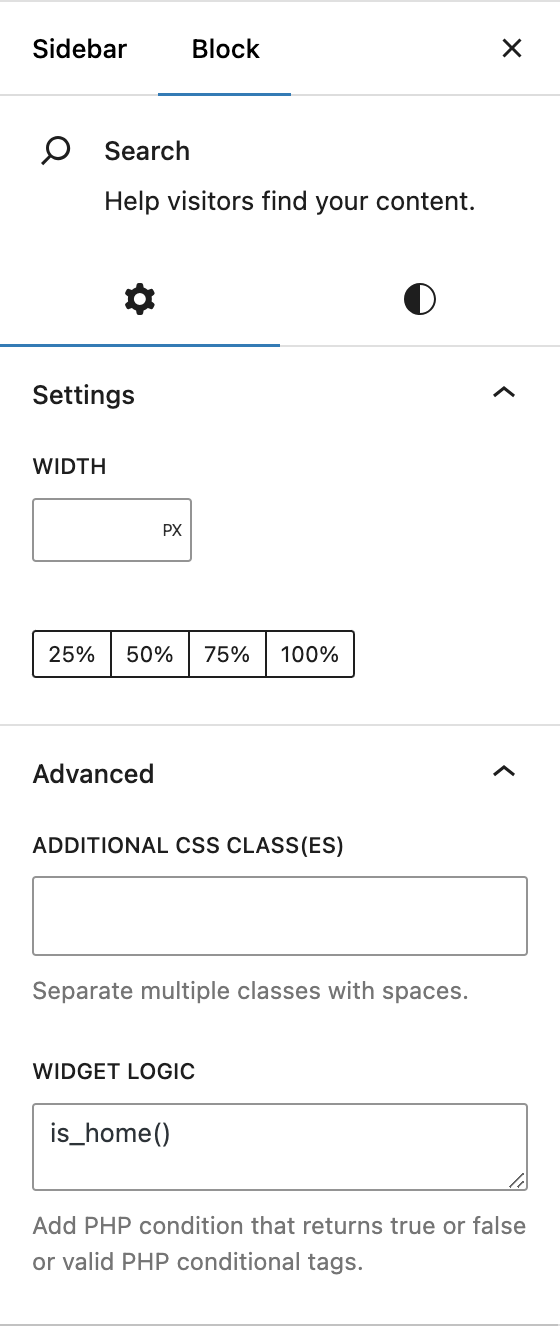 Sidebar Block
Search
Help visitors find your content.
Settings
WIDTH
PX
25% 50% 75% 100%
Advanced
ADDITIONAL CSS CLASS(ES)
Separate multiple classes with spaces.
WIDGET LOGIC
is_home()
Add PHP condition that returns true or false
or valid PHP conditional tags.